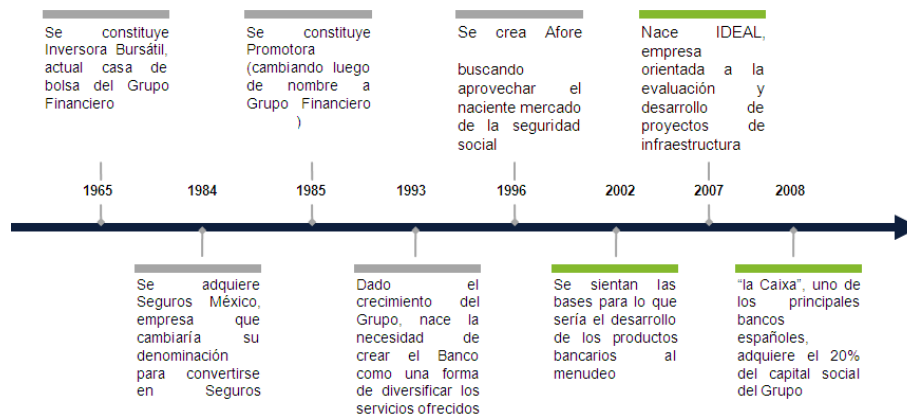 Se constituye
Inversora Bursátil,
actual casa de
bolsa del Grupo
Financiero
Se constituye
Promotora
(cambiando luego
de nombre a
Grupo Financiero
)
Se crea Afore
buscando
aprovechar el
naciente mercado
de la seguridad
social
Nace IDEAL,
empresa
orientada a la
evaluación y
desarrollo de
proyectos de
infraestructura
1965
1984
1985
1993
1996
2002
2007
2008
Se adquiere
Seguros México,
empresa que
cambiaría su
denominación
para convertirse
en Seguros
Dado el
crecimiento del
Grupo, nace la
necesidad de
crear el Banco
como una forma
de diversificar los
servicios ofrecidos
Se sientan las
bases para lo que
sería el desarrollo
de los productos
bancarios al
menudeo
“la Caixa”, uno de
los principales
bancos
españoles,
adquiere el 20%
del capital social
del Grupo